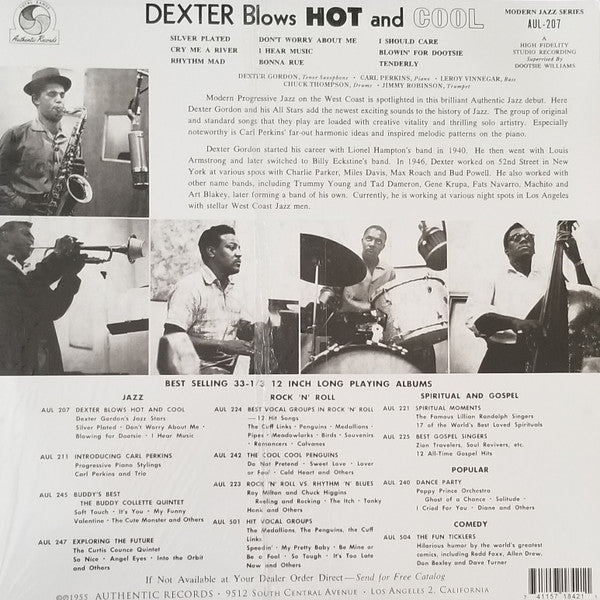 Authentic Records
DEXTER Blows HOT and COOL
MODERN JAZZ SERIES
AUL-207
A
HIGH FIDELITY
STUDIO RECORDING
Supervised By
DOOTSIE WILLIAMS
SILVER PLATED
CRY ME A RIVER
RHYTHM MAD
DON'T WORRY ABOUT ME
I HEAR MUSIC
BONNA RUE
I SHOULD CARE
BLOWIN' FOR DOOTSIE
TENDERLY
DEXTER GORDON, Tenor Saxophone · CARL PERKINS, Piano · LEROY VINNEGAR, Bass
CHUCK THOMPSON, Drums · JIMMY ROBINSON, Trumpet
Modern Progressive Jazz on the West Coast is spotlighted in this brilliant Authentic Jazz debut. Here
Dexter Gordon and his All Stars add the newest exciting sounds to the history of Jazz. The group of original
and standard songs that they play are loaded with creative vitality and thrilling solo artistry. Especially
noteworthy is Carl Perkins' far-out harmonic ideas and inspired melodic patterns on the piano.
Dexter Gordon started his career with Lionel Hampton's band in 1940. He then went with Louis
Armstrong and later switched to Billy Eckstine's band. In 1946, Dexter worked on 52nd Street in New
York at various spots with Charlie Parker, Miles Davis, Max Roach and Bud Powell. He also worked with
other name bands, including Trummy Young and Tad Dameron, Gene Krupa, Fats Navarro, Machito and
Art Blakey, later forming a band of his own. Currently, he is working at various night spots in Los Angeles
with stellar West Coast Jazz men.
BEST SELLING 33-1/3 12 INCH LONG PLAYING ALBUMS
JAZZ
AUL 207 DEXTER BLOWS HOT AND COOL
Dexter Gordon's Jazz Stars
Silver Plated · Don't Worry About Me ·
Blowing for Dootsie · I Hear Music
AUL 211 INTRODUCING CARL PERKINS
Progressive Piano Stylings
Carl Perkins and Trio
AUL 245 BUDDY'S BEST
THE BUDDY COLLETTE QUINTET
Soft Touch · It's You · My Funny
Valentine · The Cute Monster and Others
AUL 247 EXPLORING THE FUTURE
The Curtis Counce Quintet
So Nice · Angel Eyes · Into the Orbit
and Others
ROCK 'N' ROLL
AUL 224 BEST VOCAL GROUPS IN ROCK 'N' ROLL
—12 Hit Songs
The Cuff Links · Penguins · Medallions ·
Pipes · Meadowlarks · Birds · Souvenirs
· Romancers · Calvanes
AUL 242 THE COOL COOL PENGUINS
Do Not Pretend · Sweet Love · Lover
or Fool · Cold Heart and Others
AUL 223 ROCK 'N' ROLL VS. RHYTHM 'N' BLUES
Roy Milton and Chuck Higgins
Reeling and Rocking · The Itch · Tonky
Honk and Others
AUL 501 HIT VOCAL GROUPS
The Medallions, The Penguins, the Cuff
Links
Speedin' · My Pretty Baby · Be Mine or
Be a Fool · So Tough · It's Too Late
Now and Others
SPIRITUAL AND GOSPEL
AUL 221 SPIRITUAL MOMENTS
The Famous Lillian Randolph Singers
17 of the World's Best Loved Spirituals
AUL 225 BEST GOSPEL SINGERS
Zion Travelers, Soul Revivers, etc.
12 All-Time Gospel Hits
POPULAR
AUL 240 DANCE PARTY
Peppy Prince Orchestra
Ghost of a Chance · Solitude ·
I Cried For You · Diane and Others
COMEDY
AUL 504 THE FUN TICKLERS
Hilarious humor by the world's greatest
comics, including Redd Foxx, Allen Drew,
Don Bexley and Dave Turner
If Not Available at Your Dealer Order Direct—Send for Free Catalog
©℗1955 AUTHENTIC RECORDS · 9512 SOUTH CENTRAL AVENUE · LOS ANGELES 2, CALIFORNIA
7 41157 18421 1